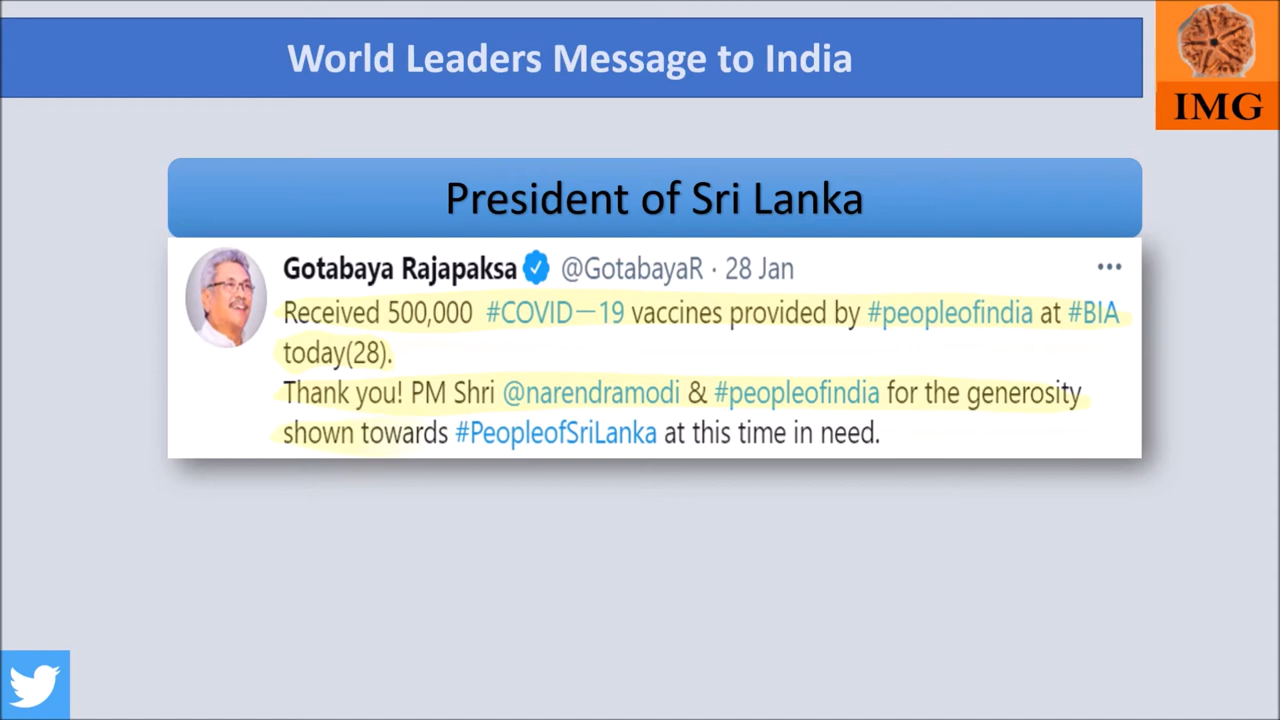 World Leaders Message to India
IMG
President of Sri Lanka
Gotabaya Rajapaksa @GotabayaR · 28 Jan
Received 500,000 #COVID—19 vaccines provided by #peopleofindia at #BIA
today(28).
Thank you! PM Shri @narendramodi & #peopleofindia for the generosity
shown towards #PeopleofSriLanka at this time in need.